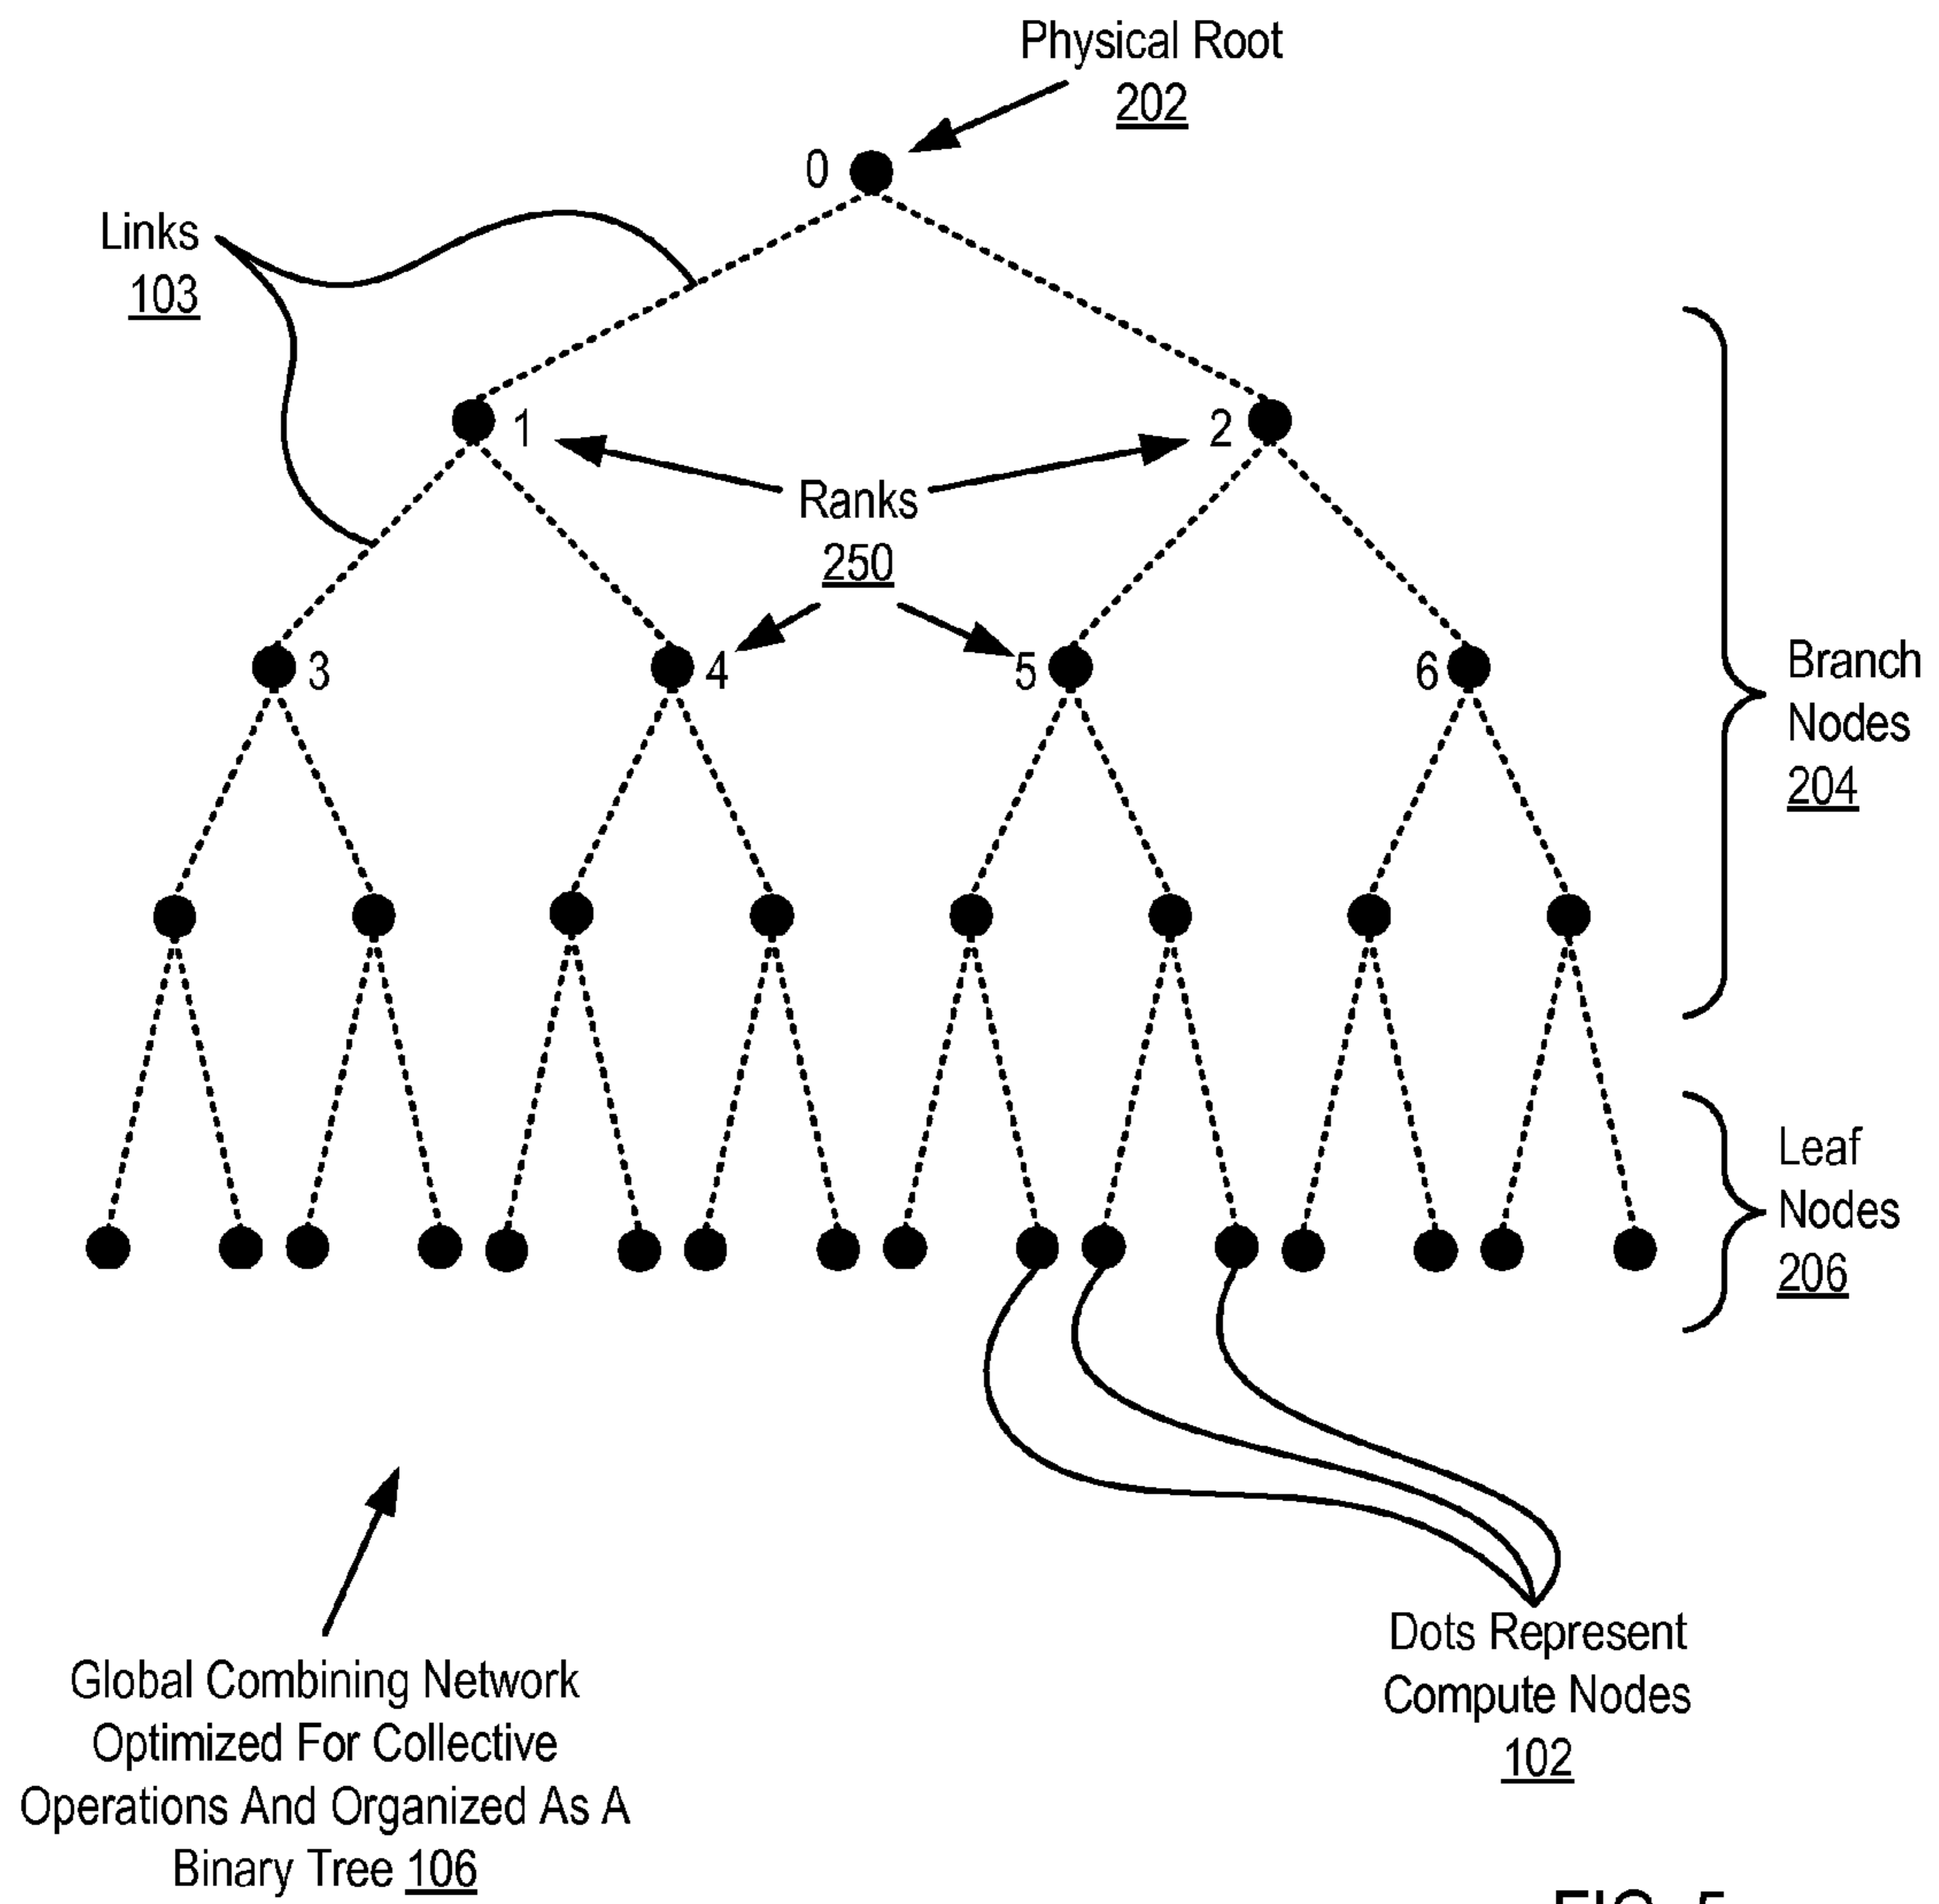 Physical Root
202
0
Links
103
1
2
Ranks
250
3
4
5
6
Branch
Nodes
204
Leaf
Nodes
206
Dots Represent
Compute Nodes
102
Global Combining Network
Optimized For Collective
Operations And Organized As A
Binary Tree 106